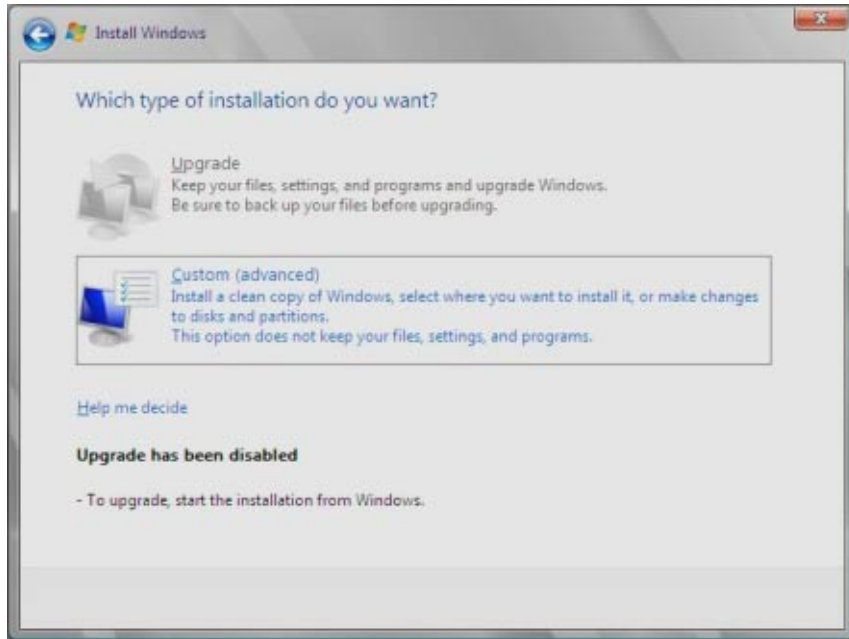 Install Windows
Which type of installation do you want?
Upgrade
Keep your files, settings, and programs and upgrade Windows.
Be sure to back up your files before upgrading.
Custom (advanced)
Install a clean copy of Windows, select where you want to install it, or make changes
to disks and partitions.
This option does not keep your files, settings, and programs.
Help me decide
Upgrade has been disabled
- To upgrade, start the installation from Windows.